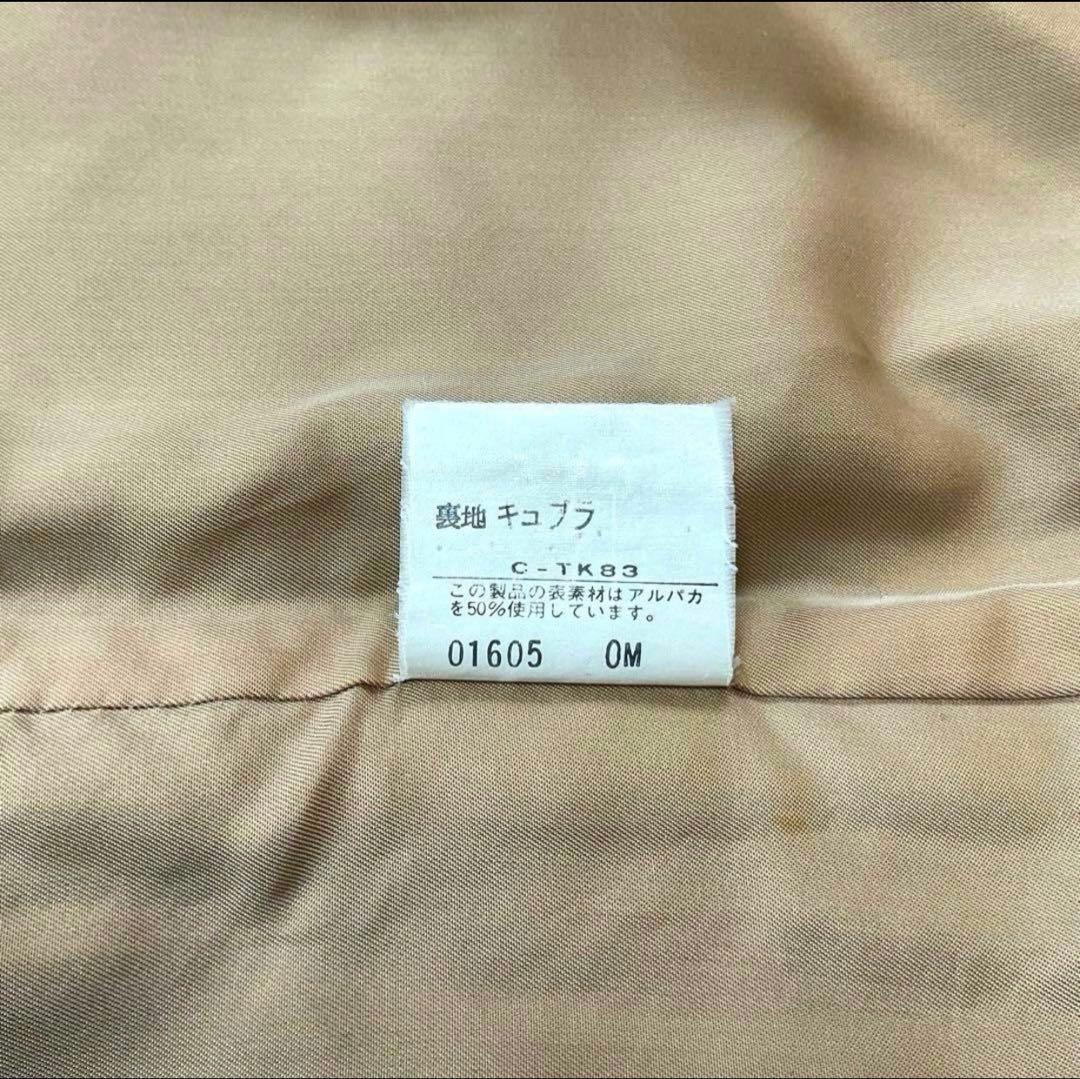 裏地 キュプラ
C-TK83
この製品の表素材はアルパカ
を50%使用しています。
01605 0M